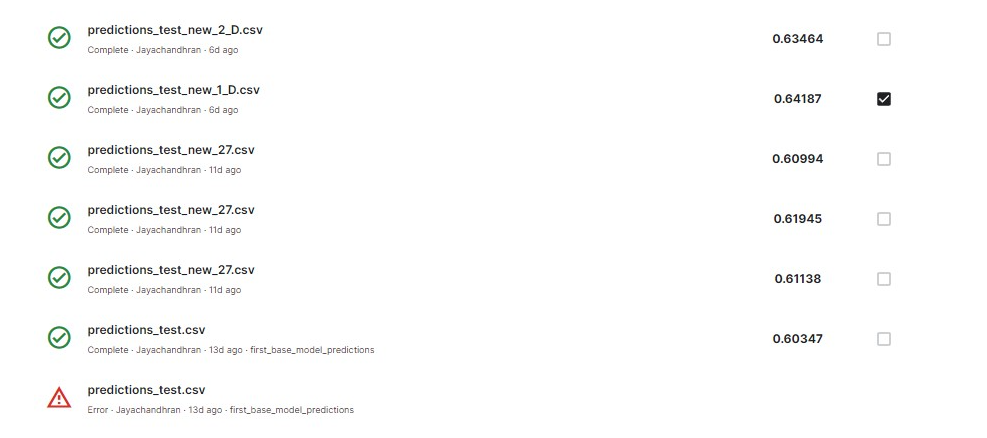 predictions_test_new_2_D.csv
Complete · Jayachandhran · 6d ago
0.63464
predictions_test_new_1_D.csv
Complete · Jayachandhran · 6d ago
0.64187
predictions_test_new_27.csv
Complete · Jayachandhran · 11d ago
0.60994
predictions_test_new_27.csv
Complete · Jayachandhran · 11d ago
0.61945
predictions_test_new_27.csv
Complete · Jayachandhran · 11d ago
0.61138
predictions_test.csv
Complete · Jayachandhran · 13d ago · first_base_model_predictions
0.60347
predictions_test.csv
Error · Jayachandhran · 13d ago · first_base_model_predictions